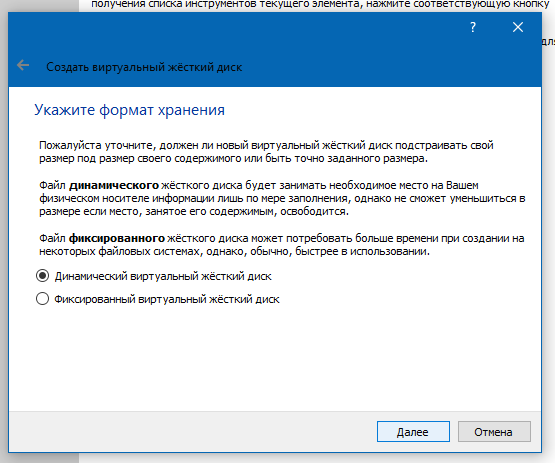 получения списка инструментов текущего элемента, нажмите соответствующую кнопку
?
для
Создать виртуальный жёсткий диск
Укажите формат хранения
Пожалуйста уточните, должен ли новый виртуальный жёсткий диск подстраивать свой
размер под размер своего содержимого или быть точно заданного размера.
Файл динамического жёсткого диска будет занимать необходимое место на Вашем
физическом носителе информации лишь по мере заполнения, однако не сможет уменьшиться в
размере если место, занятое его содержимым, освободится.
Файл фиксированного жёсткого диска может потребовать больше времени при создании на
некоторых файловых системах, однако, обычно, быстрее в использовании.
Динамический виртуальный жёсткий диск
Фиксированный виртуальный жёсткий диск
Далее
Отмена